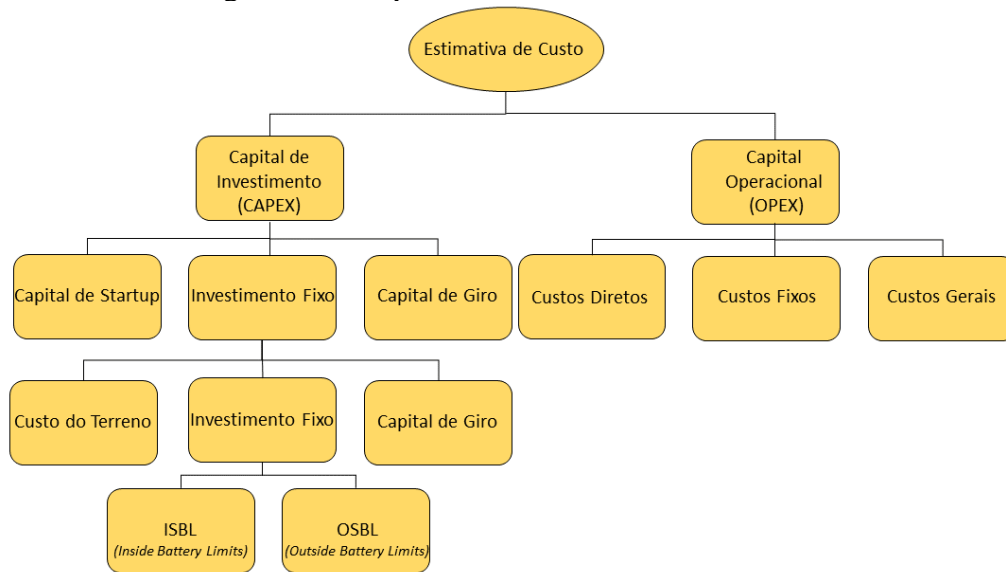 Estimativa de Custo
Capital de
Investimento
(CAPEX)
Capital
Operacional
(OPEX)
Capital de Startup
Investimento Fixo
Capital de Giro
Custos Diretos
Custos Fixos
Custos Gerais
Custo do Terreno
Investimento Fixo
Capital de Giro
ISBL
(Inside Battery Limits)
OSBL
(Outside Battery Limits)